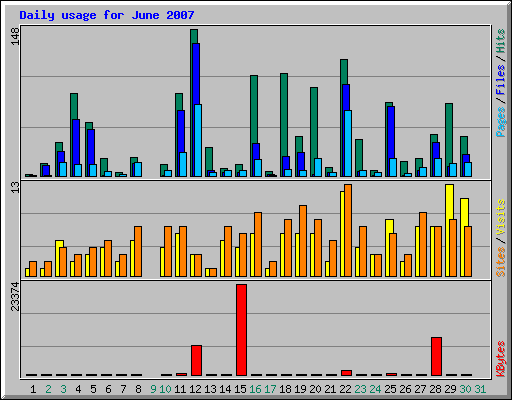 Daily usage for June 2007
148
Pages / Files / Hits
13
Sites / Visits
23374
KBytes
1 2 3 4 5 6 7 8 9 10 11 12 13 14 15 16 17 18 19 20 21 22 23 24 25 26 27 28 29 30 31